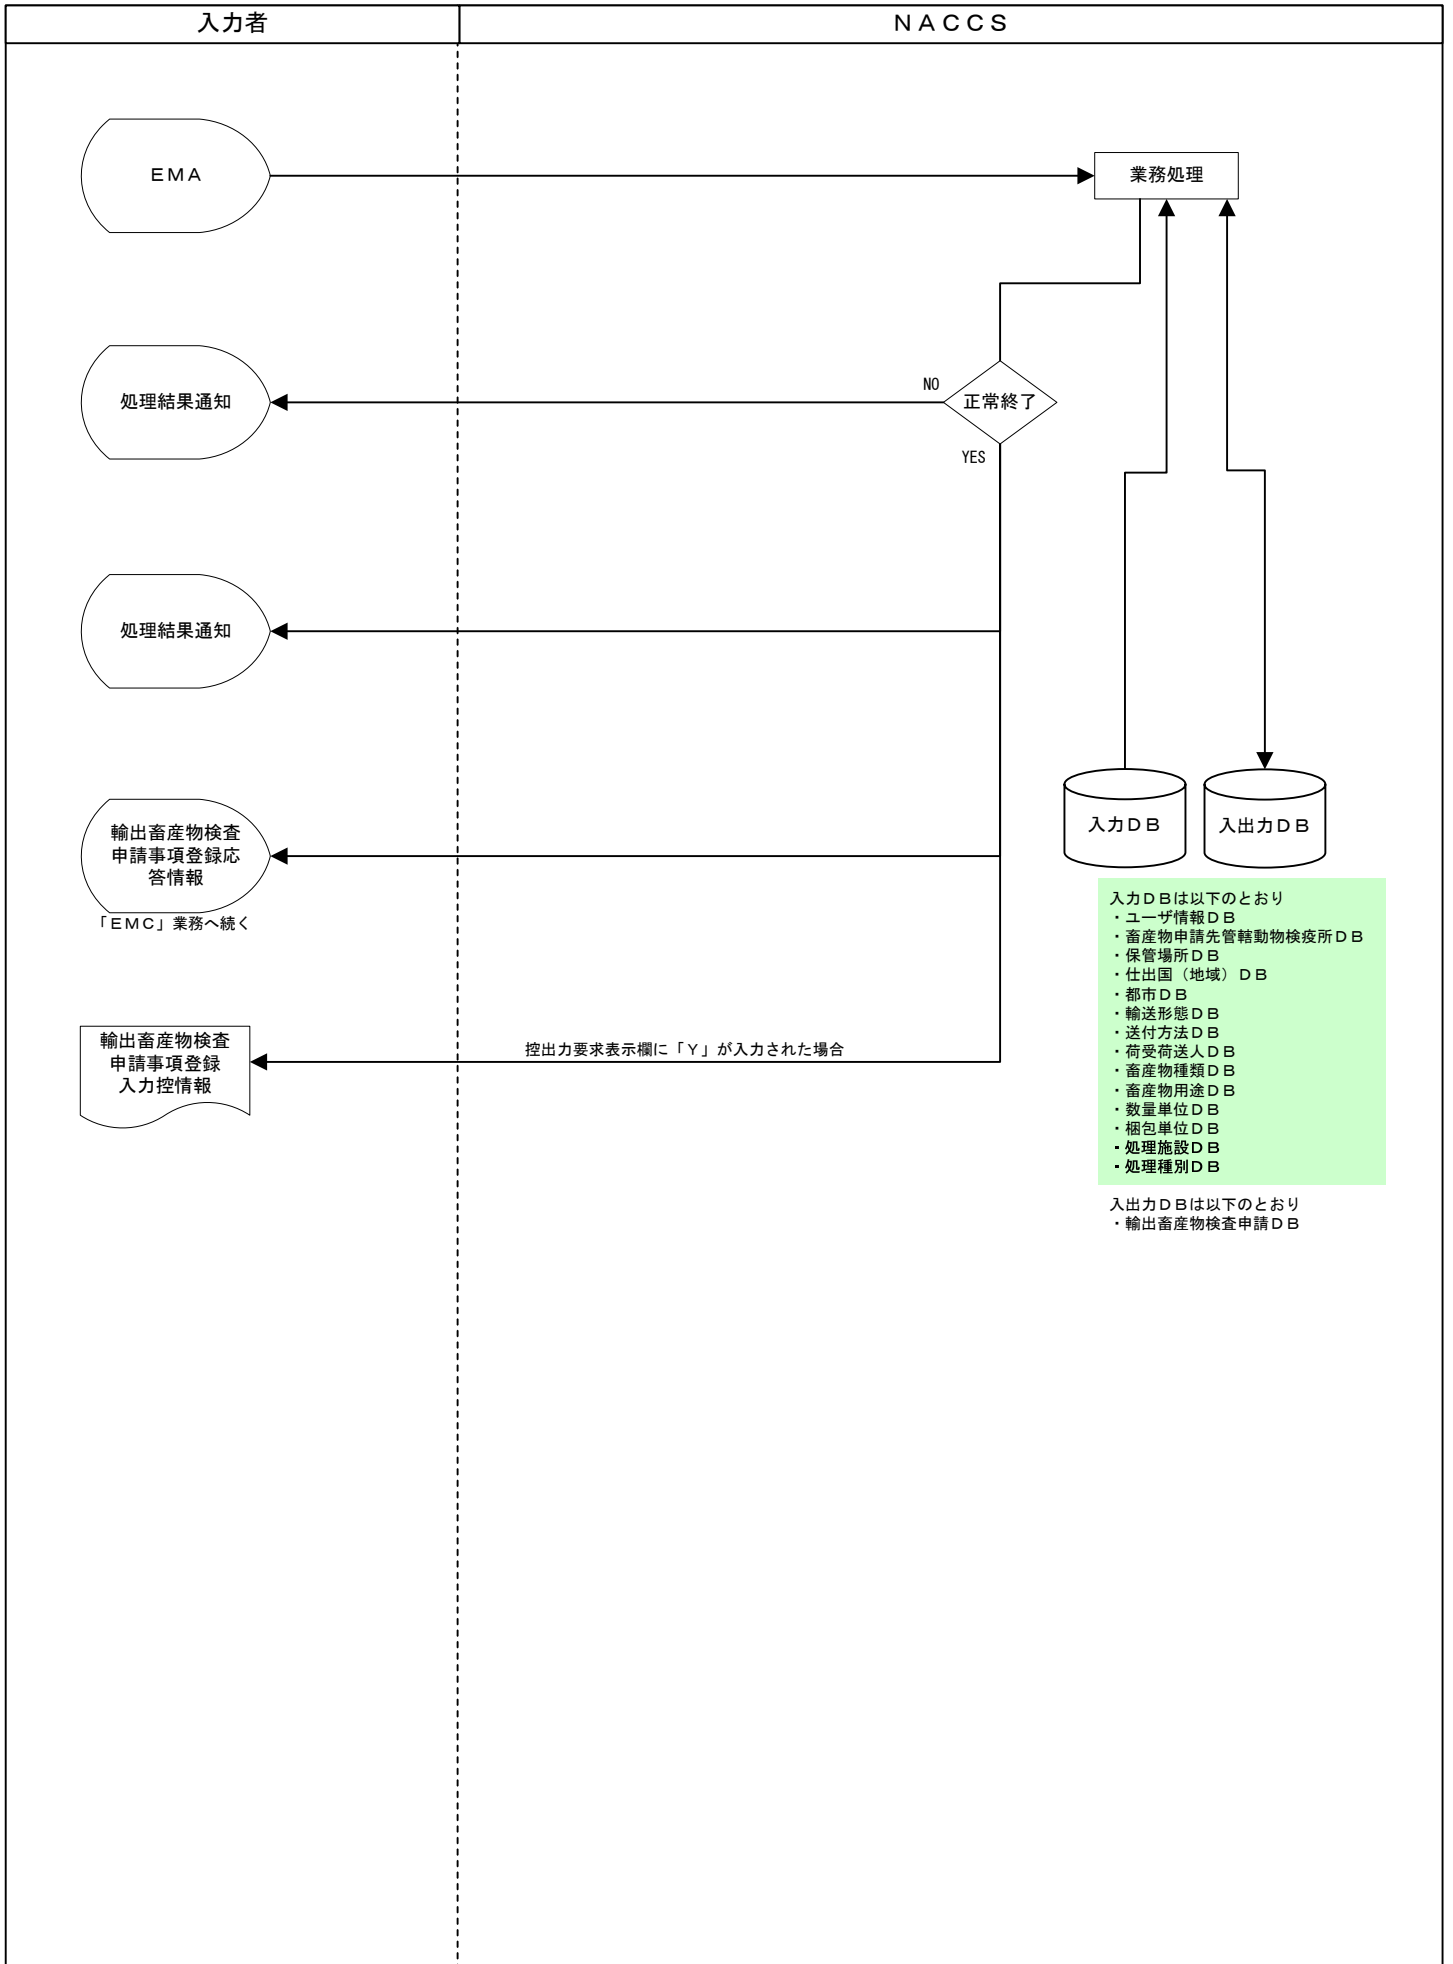 入力者
ＮＡＣＣＳ
ＥＭＡ
業務処理
処理結果通知
NO
正常終了
YES
処理結果通知
輸出畜産物検査
申請事項登録応
答情報
「ＥＭＣ」業務へ続く
入力ＤＢ
入出力ＤＢ
入力ＤＢは以下のとおり
・ユーザ情報ＤＢ
・畜産物申請先管轄動物検疫所ＤＢ
・保管場所ＤＢ
・仕出国（地域）ＤＢ
・都市ＤＢ
・輸送形態ＤＢ
・送付方法ＤＢ
・荷受荷送人ＤＢ
・畜産物種類ＤＢ
・畜産物用途ＤＢ
・数量単位ＤＢ
・梱包単位ＤＢ
・処理施設ＤＢ
・処理種別ＤＢ
輸出畜産物検査
申請事項登録
入力控情報
控出力要求表示欄に「Ｙ」が入力された場合
入出力ＤＢは以下のとおり
・輸出畜産物検査申請ＤＢ